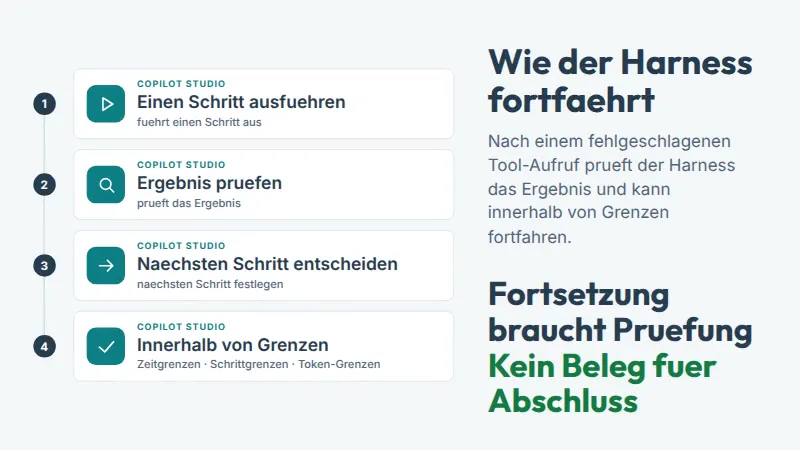 1
COPILOT STUDIO
Einen Schritt ausfuehren
fuehrt einen Schritt aus
2
COPILOT STUDIO
Ergebnis pruefen
prueft das Ergebnis
3
COPILOT STUDIO
Naechsten Schritt entscheiden
naechsten Schritt festlegen
4
COPILOT STUDIO
Innerhalb von Grenzen
Zeitgrenzen · Schrittgrenzen · Token-Grenzen
Wie der Harness
fortfaehrt
Nach einem fehlgeschlagenen
Tool-Aufruf prueft der Harness
das Ergebnis und kann
innerhalb von Grenzen
fortfahren.
Fortsetzung
braucht Pruefung
Kein Beleg fuer
Abschluss